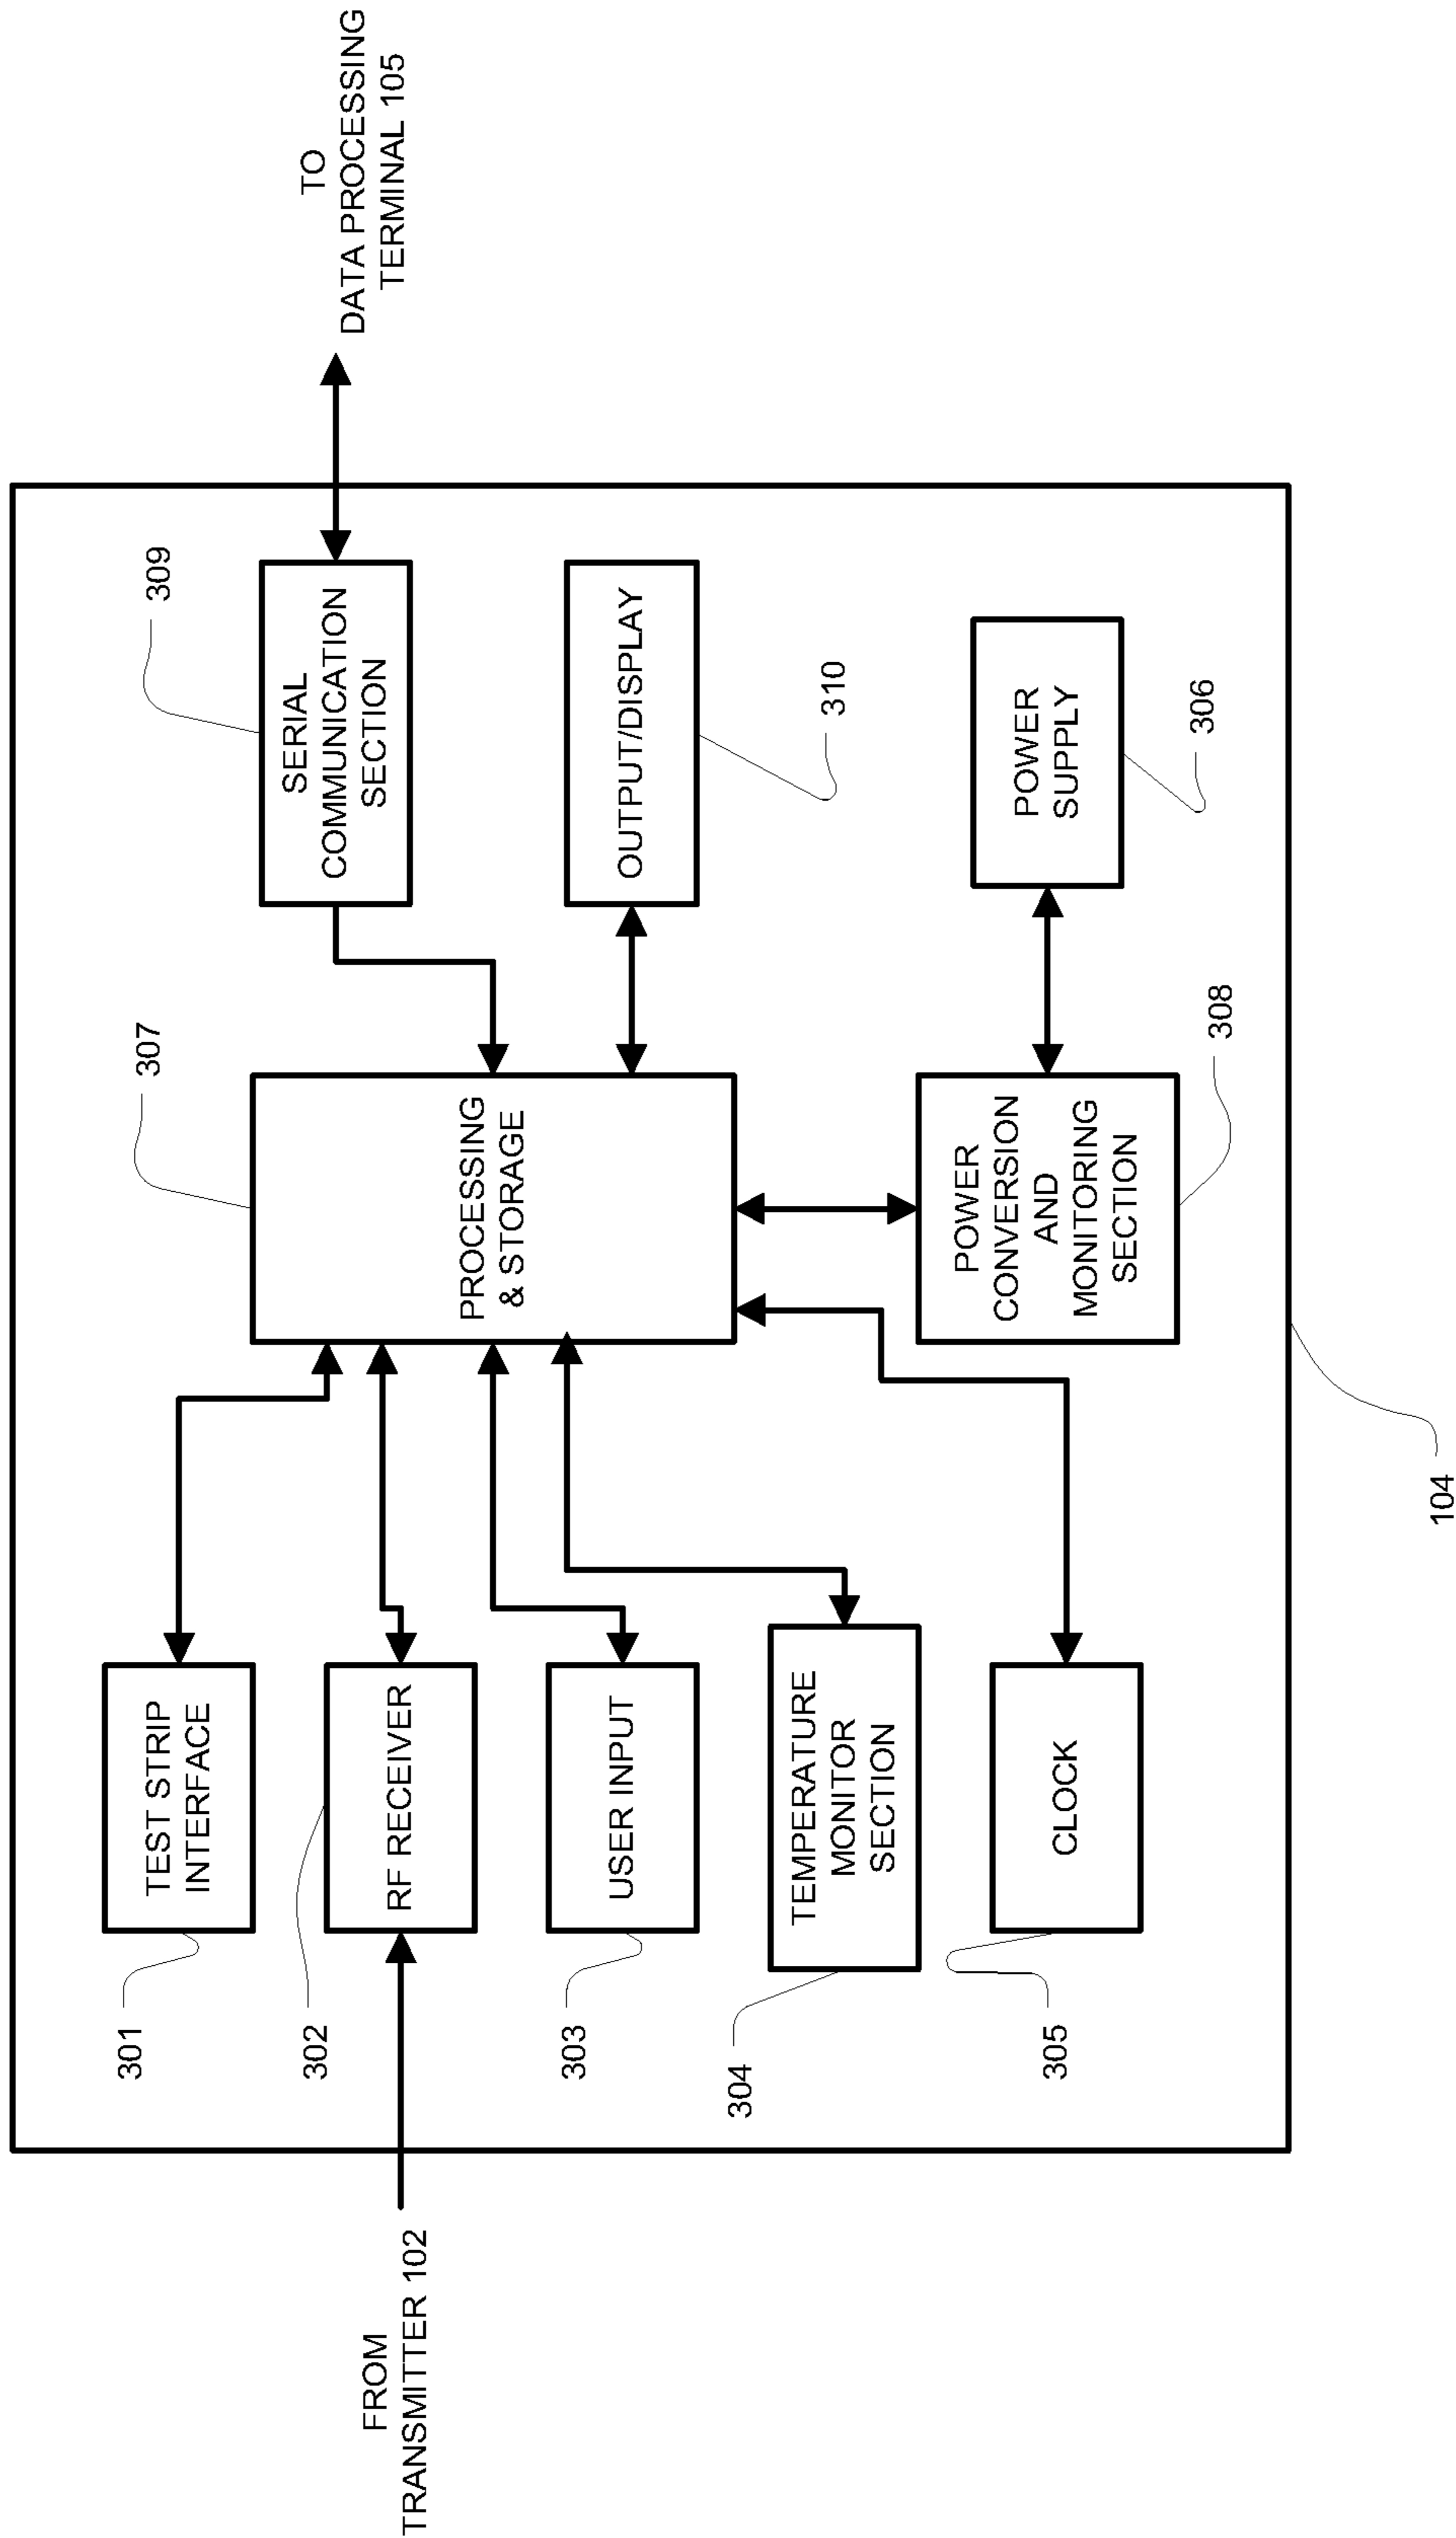 FROM
TRANSMITTER 102
301
TEST STRIP
INTERFACE
302
RF RECEIVER
303
USER INPUT
304
TEMPERATURE
MONITOR
SECTION
305
CLOCK
307
PROCESSING
& STORAGE
308
POWER
CONVERSION
AND
MONITORING
SECTION
309
SERIAL
COMMUNICATION
SECTION
310
OUTPUT/DISPLAY
306
POWER
SUPPLY
TO
DATA PROCESSING
TERMINAL 105
104